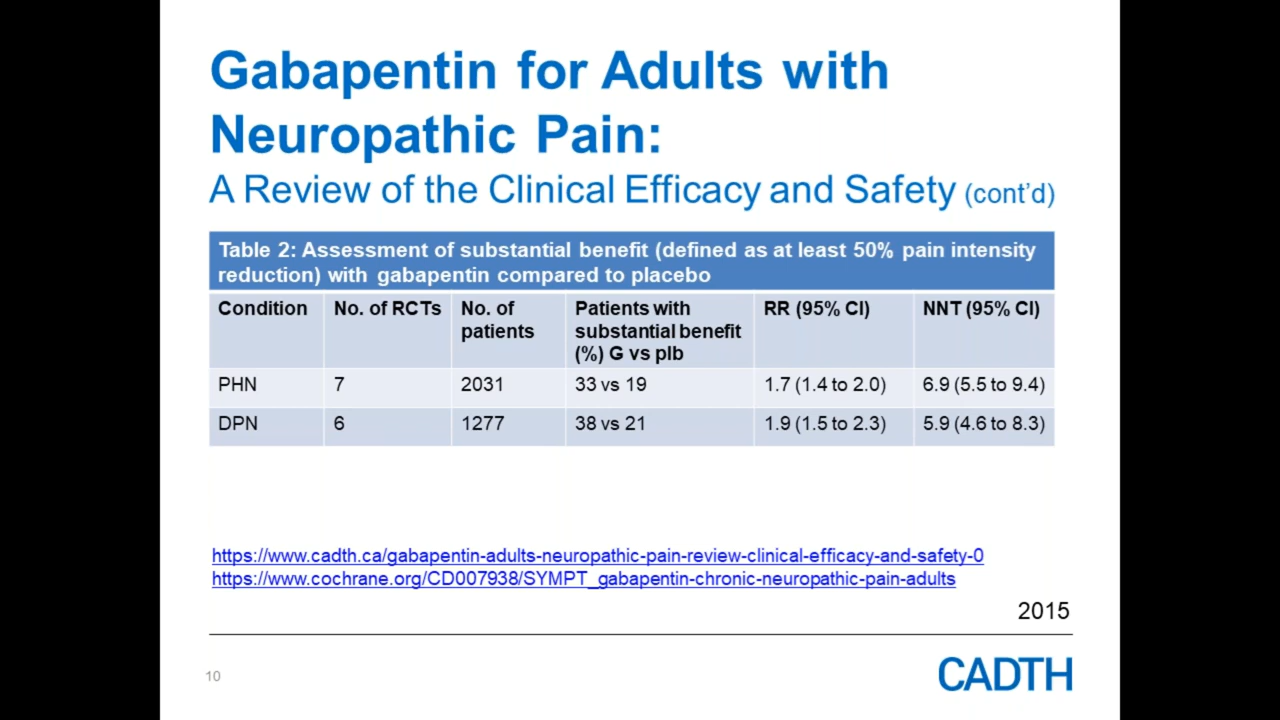 Gabapentin for Adults with
Neuropathic Pain:
A Review of the Clinical Efficacy and Safety (cont’d)
Table 2: Assessment of substantial benefit (defined as at least 50% pain intensity
reduction) with gabapentin compared to placebo
Condition No. of RCTs No. of patients Patients with substantial benefit (%) G vs plb RR (95% CI) NNT (95% CI)
PHN 7 2031 33 vs 19 1.7 (1.4 to 2.0) 6.9 (5.5 to 9.4)
DPN 6 1277 38 vs 21 1.9 (1.5 to 2.3) 5.9 (4.6 to 8.3)
https://www.cadth.ca/gabapentin-adults-neuropathic-pain-review-clinical-efficacy-and-safety-0
https://www.cochrane.org/CD007938/SYMPT_gabapentin-chronic-neuropathic-pain-adults
2015
10
CADTH